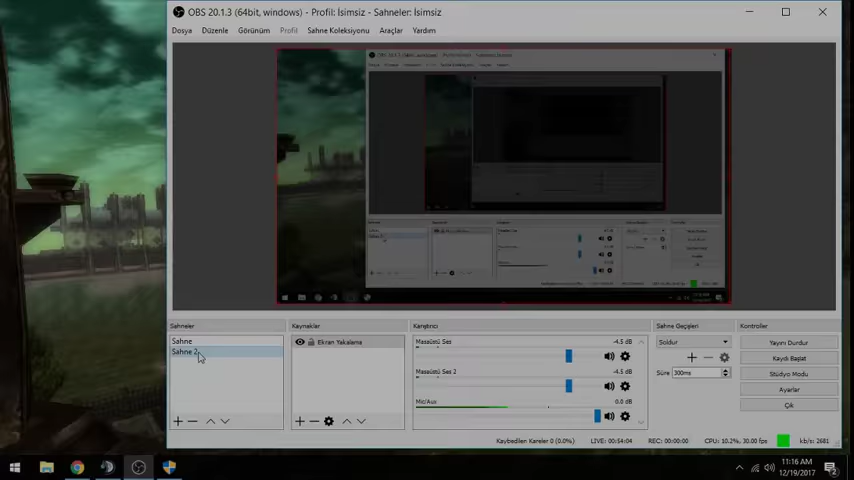 OBS 20.1.3 (64bit, windows) - Profil: İsimsiz - Sahneler: İsimsiz
Dosya Düzenle Görünüm Profil Sahne Koleksiyonu Araçlar Yardım
Sahneler Kaynaklar Karıştırıcı Sahne Geçişleri Kontroller
Sahne
Sahne 2
Ekran Yakalama
Masaüstü Ses -4.5 dB
Masaüstü Ses 2 -4.5 dB
Mic/Aux 0.0 dB
Soldur
Süre 300ms
Yayını Durdur
Kaydı Başlat
Stüdyo Modu
Ayarlar
Çık
Kaybedilen Kareler 0 (0.0%) LIVE: 00:54:04 REC: 00:00:00 CPU: 10.2%, 30.00 fps kb/s: 2681
11:16 AM
12/19/2017
2